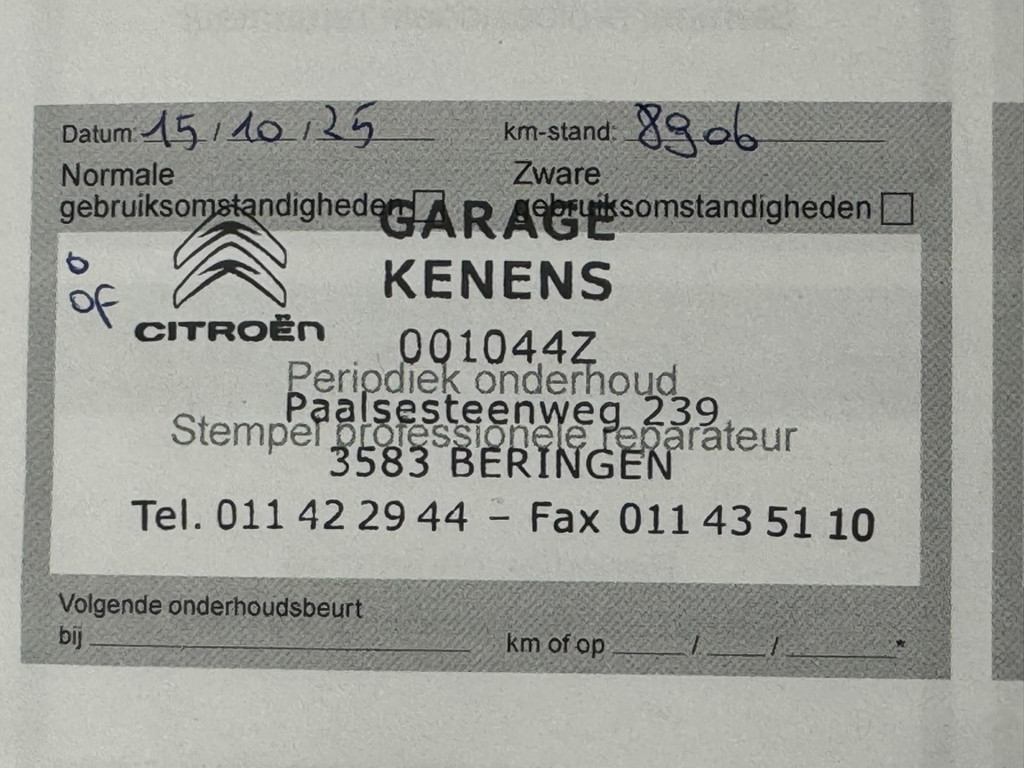 Datum: 15 / 10 / 25 km-stand: 8906
Normale gebruiksomstandigheden
Zware gebruiksomstandigheden
GARAGE
KENENS
o
OF
CITROËN
001044Z
Periodiek onderhoud
Paalsesteenweg 239
Stempel professionele reparateur
3583 BERINGEN
Tel. 011 42 29 44 – Fax 011 43 51 10
Volgende onderhoudsbeurt
bij km of op / / *